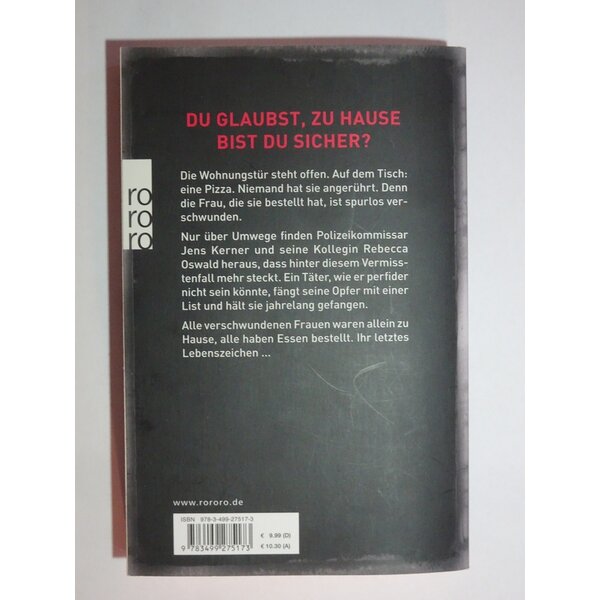 DU GLAUBST, ZU HAUSE
BIST DU SICHER?
Die Wohnungstür steht offen. Auf dem Tisch:
eine Pizza. Niemand hat sie angerührt. Denn
die Frau, die sie bestellt hat, ist spurlos ver-
schwunden.
ro
ro
ro
Nur über Umwege finden Polizeikommissar
Jens Kerner und seine Kollegin Rebecca
Oswald heraus, dass hinter diesem Vermiss-
tenfall mehr steckt. Ein Täter, wie er perfider
nicht sein könnte, fängt seine Opfer mit einer
List und hält sie jahrelang gefangen.
Alle verschwundenen Frauen waren allein zu
Hause, alle haben Essen bestellt. Ihr letztes
Lebenszeichen ...
www.rororo.de
ISBN 978-3-499-27517-3
€ 9.99 (D)
€ 10.30 (A)
9 783499 275173